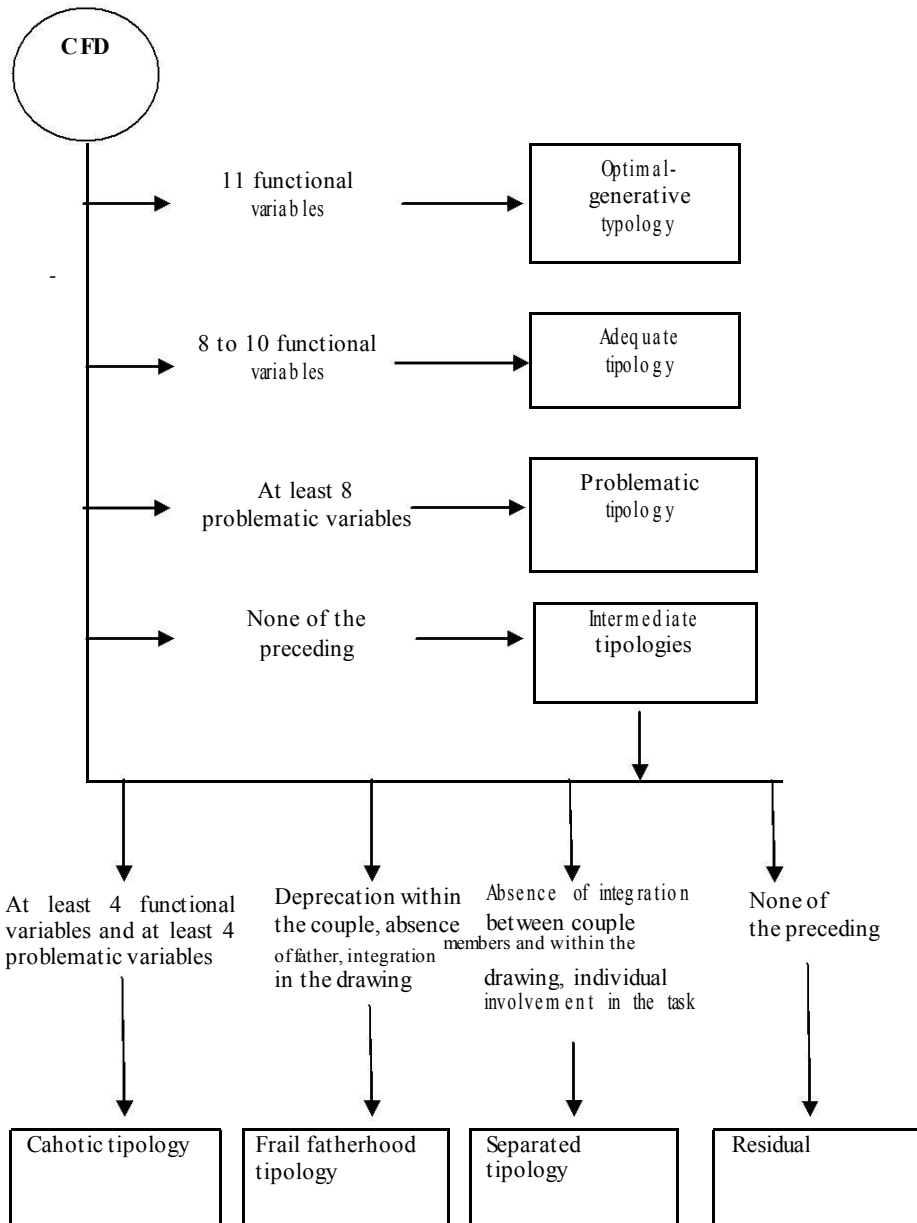 CFD
11 functional
variables
Optimal-
generative
typology
-
8 to 10 functional
variables
Adequate
tipology
At least 8
problematic variables
Problematic
tipology
None of the
preceding
Intermediate
tipologies
At least 4 functional
variables and at least 4
problematic variables
Deprecation within
the couple, absence
of father, integration
in the drawing
Absence of integration
between couple
members and within the
drawing, individual
involvement in the task
None of
the preceding
Cahotic tipology
Frail fatherhood
tipology
Separated
tipology
Residual